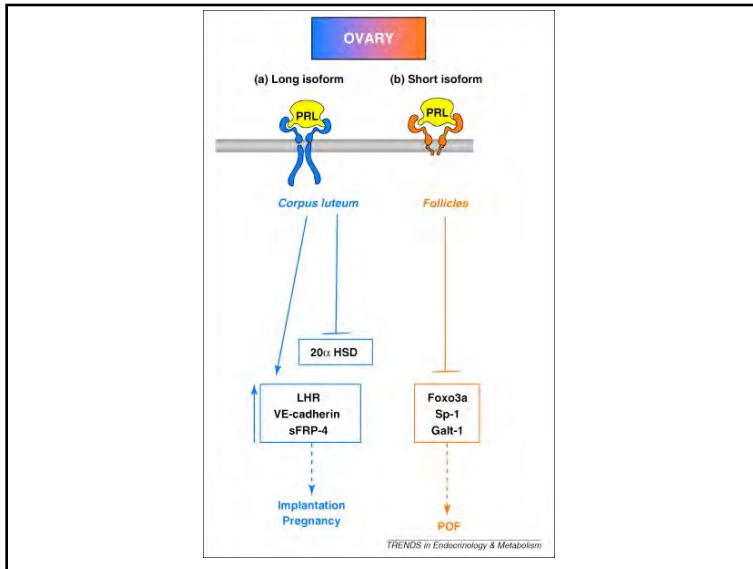 OVARY
(a) Long isoform
(b) Short isoform
PRL
PRL
Corpus luteum
Follicles
20α HSD
LHR
VE-cadherin
sFRP-4
Foxo3a
Sp-1
Galt-1
Implantation
Pregnancy
POF
TRENDS in Endocrinology & Metabolism